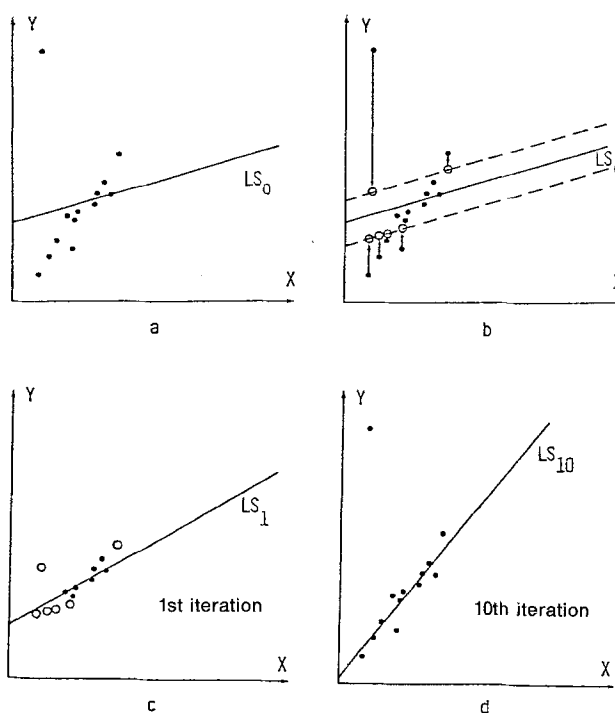 Y
LS0
X
a
Y
LS
b
Y
LS1
1st iteration
X
c
Y
LS10
10th iteration
X
d